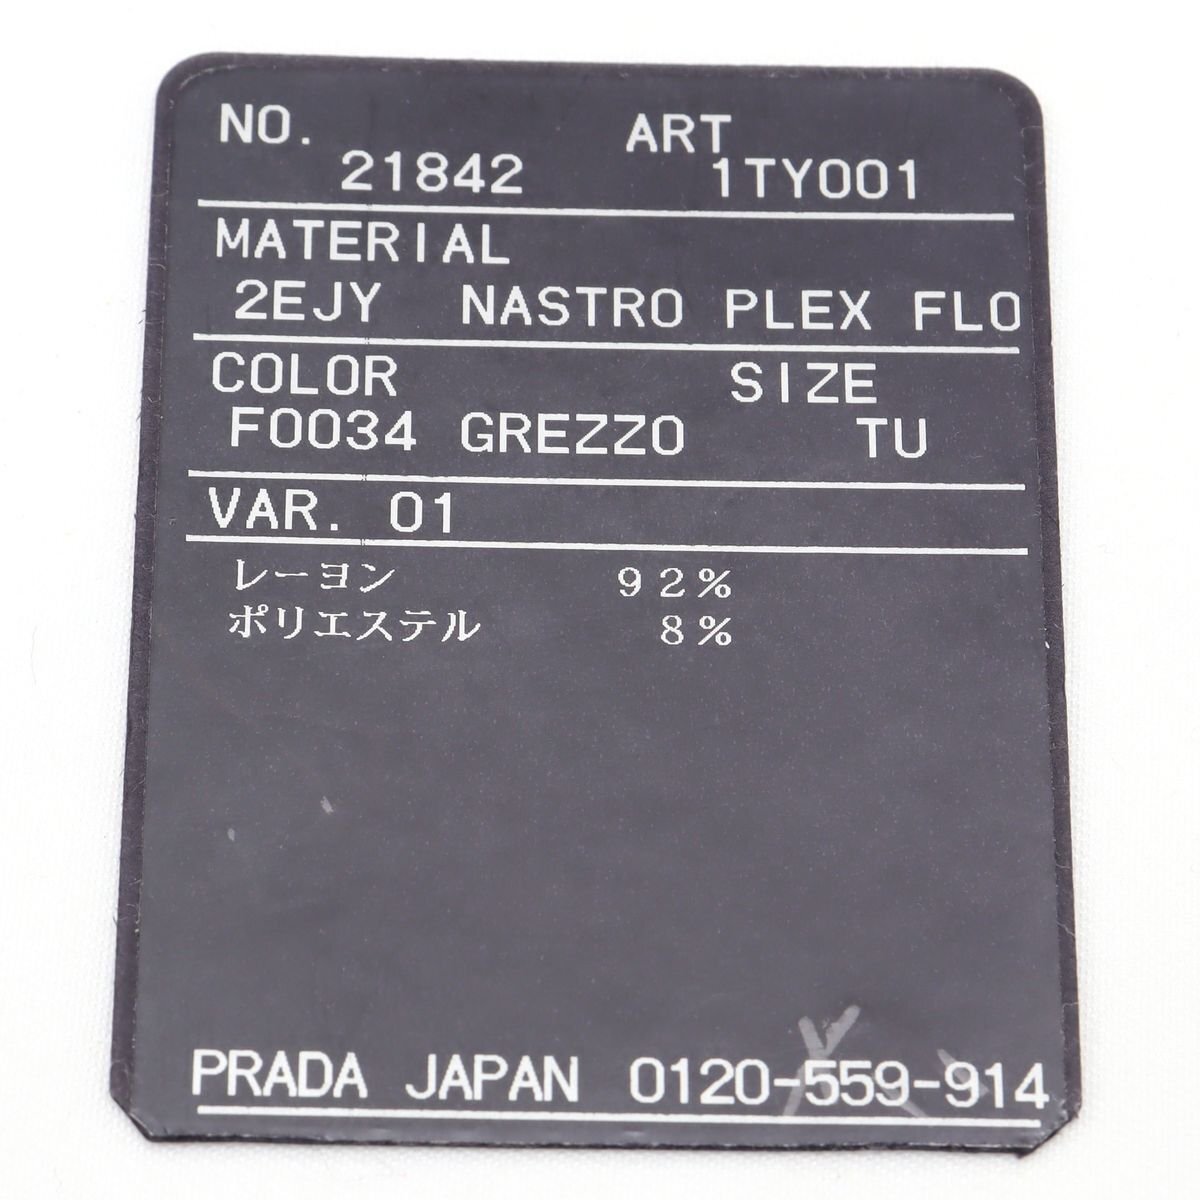 NO. ART
21842 1TY001
MATERIAL
2EJY NASTRO PLEX FLO
COLOR SIZE
F0034 GREZZO TU
VAR. 01
レーヨン 92%
ポリエステル 8%
PRADA JAPAN 0120-559-914